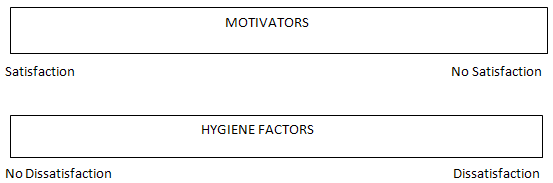 MOTIVATORS
Satisfaction No Satisfaction
HYGIENE FACTORS
No Dissatisfaction Dissatisfaction